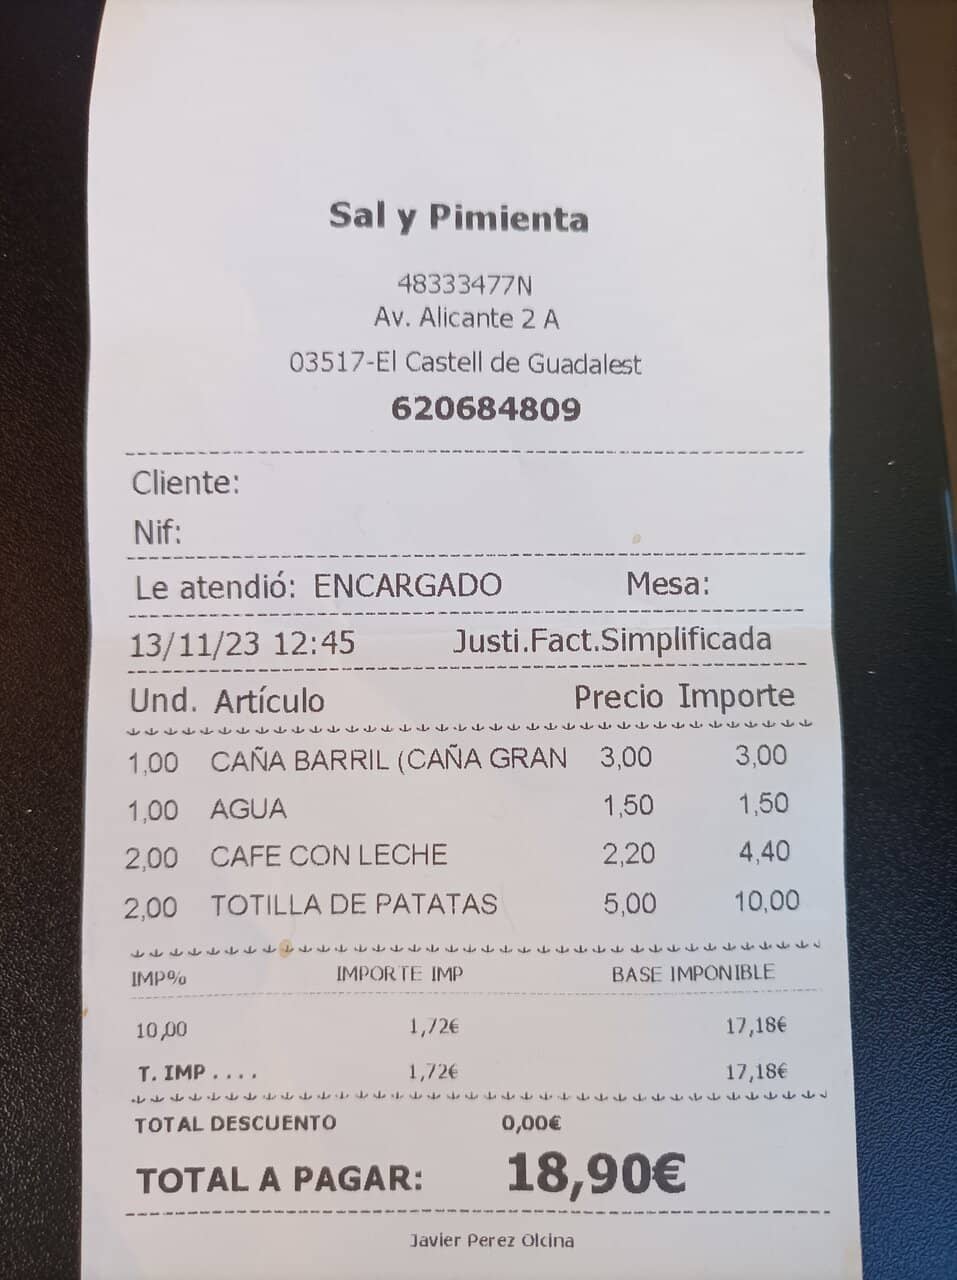 Sal y Pimienta
48333477N
Av. Alicante 2 A
03517-El Castell de Guadalest
620684809
Cliente:
Nif:
Le atendió: ENCARGADO Mesa:
13/11/23 12:45 Justi.Fact.Simplificada
Und. Artículo Precio Importe
1,00 CAÑA BARRIL (CAÑA GRAN 3,00 3,00
1,00 AGUA 1,50 1,50
2,00 CAFE CON LECHE 2,20 4,40
2,00 TOTILLA DE PATATAS 5,00 10,00
IMP% IMPORTE IMP BASE IMPONIBLE
10,00 1,72€ 17,18€
T. IMP .... 1,72€ 17,18€
TOTAL DESCUENTO 0,00€
TOTAL A PAGAR: 18,90€
Javier Perez Olcina